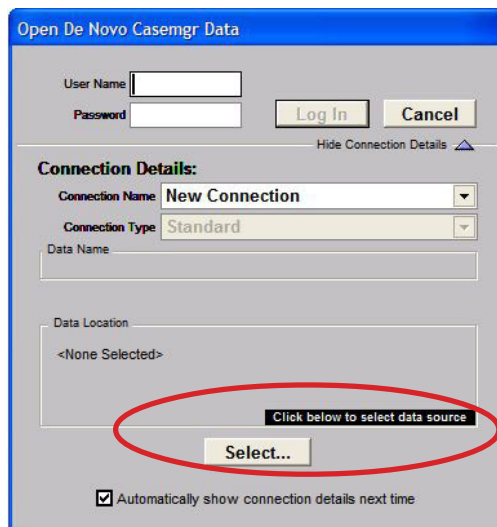 Open De Novo Casemgr Data
User Name
Password
Log In
Cancel
Hide Connection Details
Connection Details:
Connection Name New Connection
Connection Type Standard
Data Name
Data Location
<None Selected>
Click below to select data source
Select...
Automatically show connection details next time